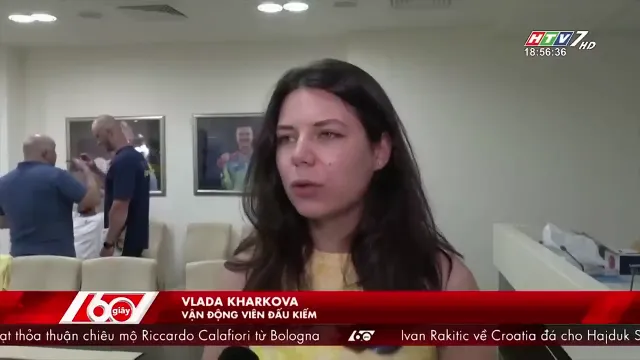 HTV7 HD
18:56:36
60 giây
VLADA KHARKOVA
VẬN ĐỘNG VIÊN ĐẤU KIẾM
ạt thỏa thuận chiêu mộ Riccardo Calafiori từ Bologna 60 Ivan Rakitic về Croatia đá cho Hajduk S